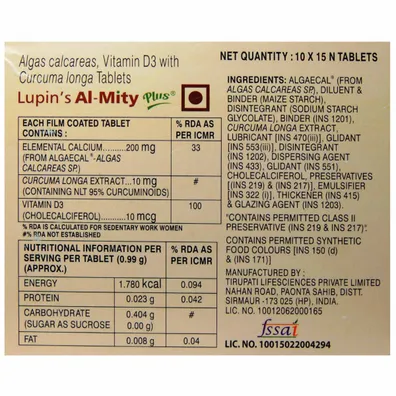 Algas calcareas, Vitamin D3 with
Curcuma longa Tablets
Lupin's Al-Mity Plus®
EACH FILM COATED TABLET CONTAINS : % RDA AS PER ICMR
ELEMENTAL CALCIUM........200 mg 33
(FROM ALGAECAL®-ALGAS
CALCAREAS SP)
CURCUMA LONGA EXTRACT...10 mg #
(CONTAINING NLT 95% CURCUMINOIDS)
VITAMIN D3 100
(CHOLECALCIFEROL)...........10 mcg
% RDA IS CALCULATED FOR SEDENTARY WORK WOMEN
#% RDA NOT ESTABLISHED
NUTRITIONAL INFORMATION PER
SERVING PER TABLET (0.99 g)
(APPROX.)
% RDA AS
PER ICMR
ENERGY 1.780 kcal 0.094
PROTEIN 0.023 g 0.042
CARBOHYDRATE 0.404 g #
(SUGAR AS SUCROSE 0.00 g)
FAT 0.008 g 0.04
NET QUANTITY : 10 X 15 N TABLETS
INGREDIENTS: ALGAECAL® (FROM
ALGAS CALCAREAS SP), DILUENT &
BINDER (MAIZE STARCH),
DISINTEGRANT (SODIUM STARCH
GLYCOLATE), BINDER (INS 1201),
CURCUMA LONGA EXTRACT,
LUBRICANT (INS 470(iii)], GLIDANT
[INS 553(iii)], DISINTEGRANT
(INS 1202), DISPERSING AGENT
(INS 433), GLIDANT (INS 551),
CHOLECALCIFEROL, PRESERVATIVES
[(INS 219) & (INS 217)], EMULSIFIER
[INS 322 (i)], THICKENER (INS 415)
& GLAZING AGENT (INS 1202).
"CONTAINS PERMITTED CLASS II
PRESERVATIVE (INS 219 & INS 217)".
CONTAINS PERMITTED SYNTHETIC
FOOD COLOURS [INS 150 (d)
& (INS 171)]
MANUFACTURED BY :
TIRUPATI LIFESCIENCES PRIVATE LIMITED
NAHAN ROAD, PAONTA SAHIB, DISTT.
SIRMAUR -173 025 (HP), INDIA.
LIC. NO. 10012062000165
fssai
LIC. NO. 10015022004294